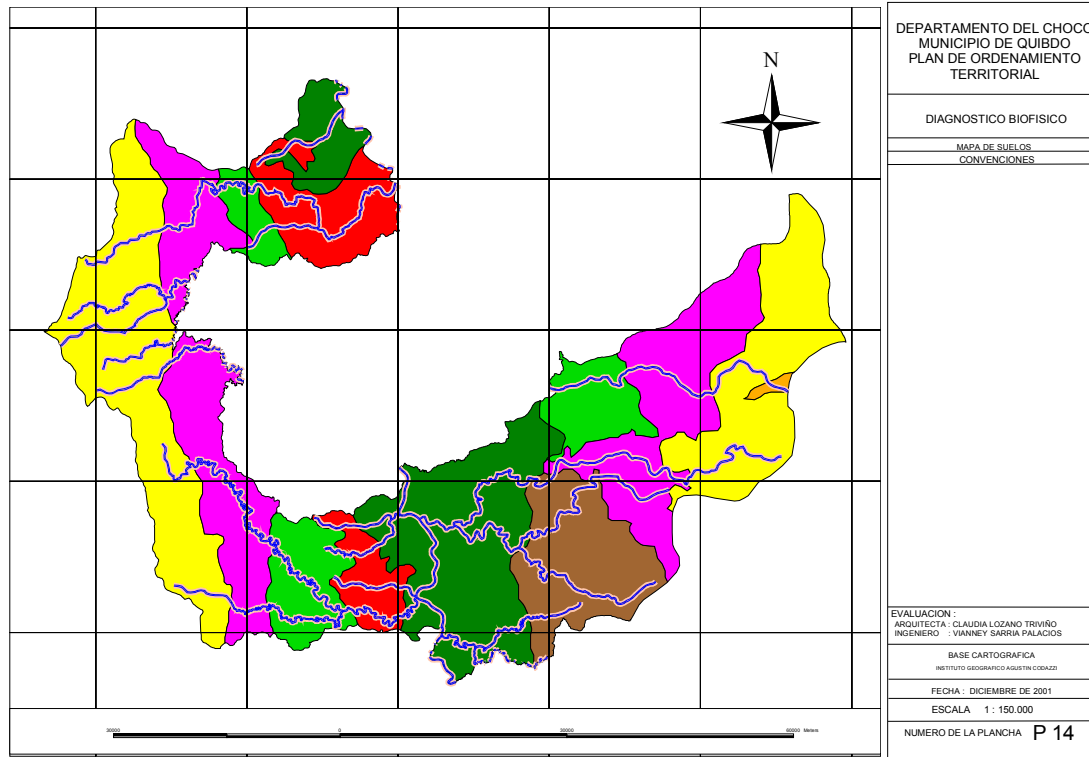 N
30000 0 30000 60000 Meters
DEPARTAMENTO DEL CHOCO
MUNICIPIO DE QUIBDO
PLAN DE ORDENAMIENTO
TERRITORIAL
DIAGNOSTICO BIOFISICO
MAPA DE SUELOS
CONVENCIONES
EVALUACION :
ARQUITECTA : CLAUDIA LOZANO TRIVIÑO
INGENIERO : VIANNEY SARRIA PALACIOS
BASE CARTOGRAFICA
INSTITUTO GEOGRAFICO AGUSTIN CODAZZI
FECHA : DICIEMBRE DE 2001
ESCALA 1 : 150.000
NUMERO DE LA PLANCHA P 14